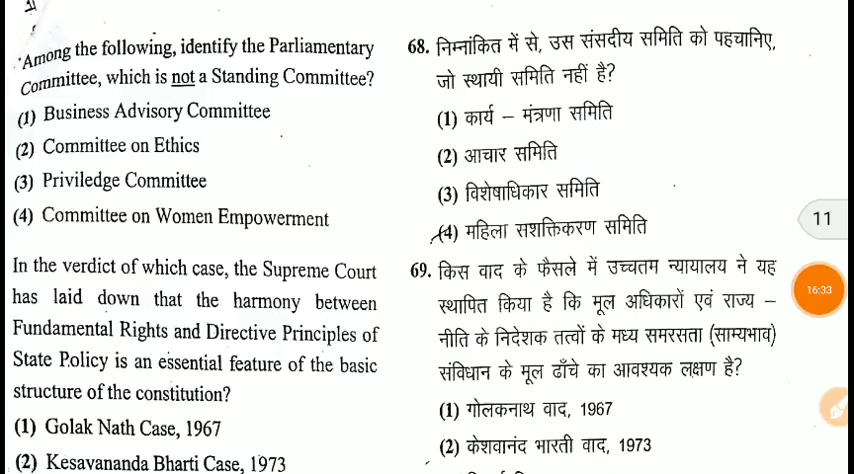 Among the following, identify the Parliamentary
Committee, which is not a Standing Committee?
(1) Business Advisory Committee
(2) Committee on Ethics
(3) Priviledge Committee
(4) Committee on Women Empowerment
In the verdict of which case, the Supreme Court
has laid down that the harmony between
Fundamental Rights and Directive Principles of
State Policy is an essential feature of the basic
structure of the constitution?
(1) Golak Nath Case, 1967
(2) Kesavananda Bharti Case, 1973
68. निम्नांकित में से, उस संसदीय समिति को पहचानिए,
जो स्थायी समिति नहीं है?
(1) कार्य – मंत्रणा समिति
(2) आचार समिति
(3) विशेषाधिकार समिति
(4) महिला सशक्तिकरण समिति
69. किस वाद के फैसले में उच्चतम न्यायालय ने यह
स्थापित किया है कि मूल अधिकारों एवं राज्य –
नीति के निदेशक तत्वों के मध्य समरसता (साम्यभाव)
संविधान के मूल ढाँचे का आवश्यक लक्षण है?
(1) गोलकनाथ वाद, 1967
(2) केशवानंद भारती वाद, 1973
11
16:33